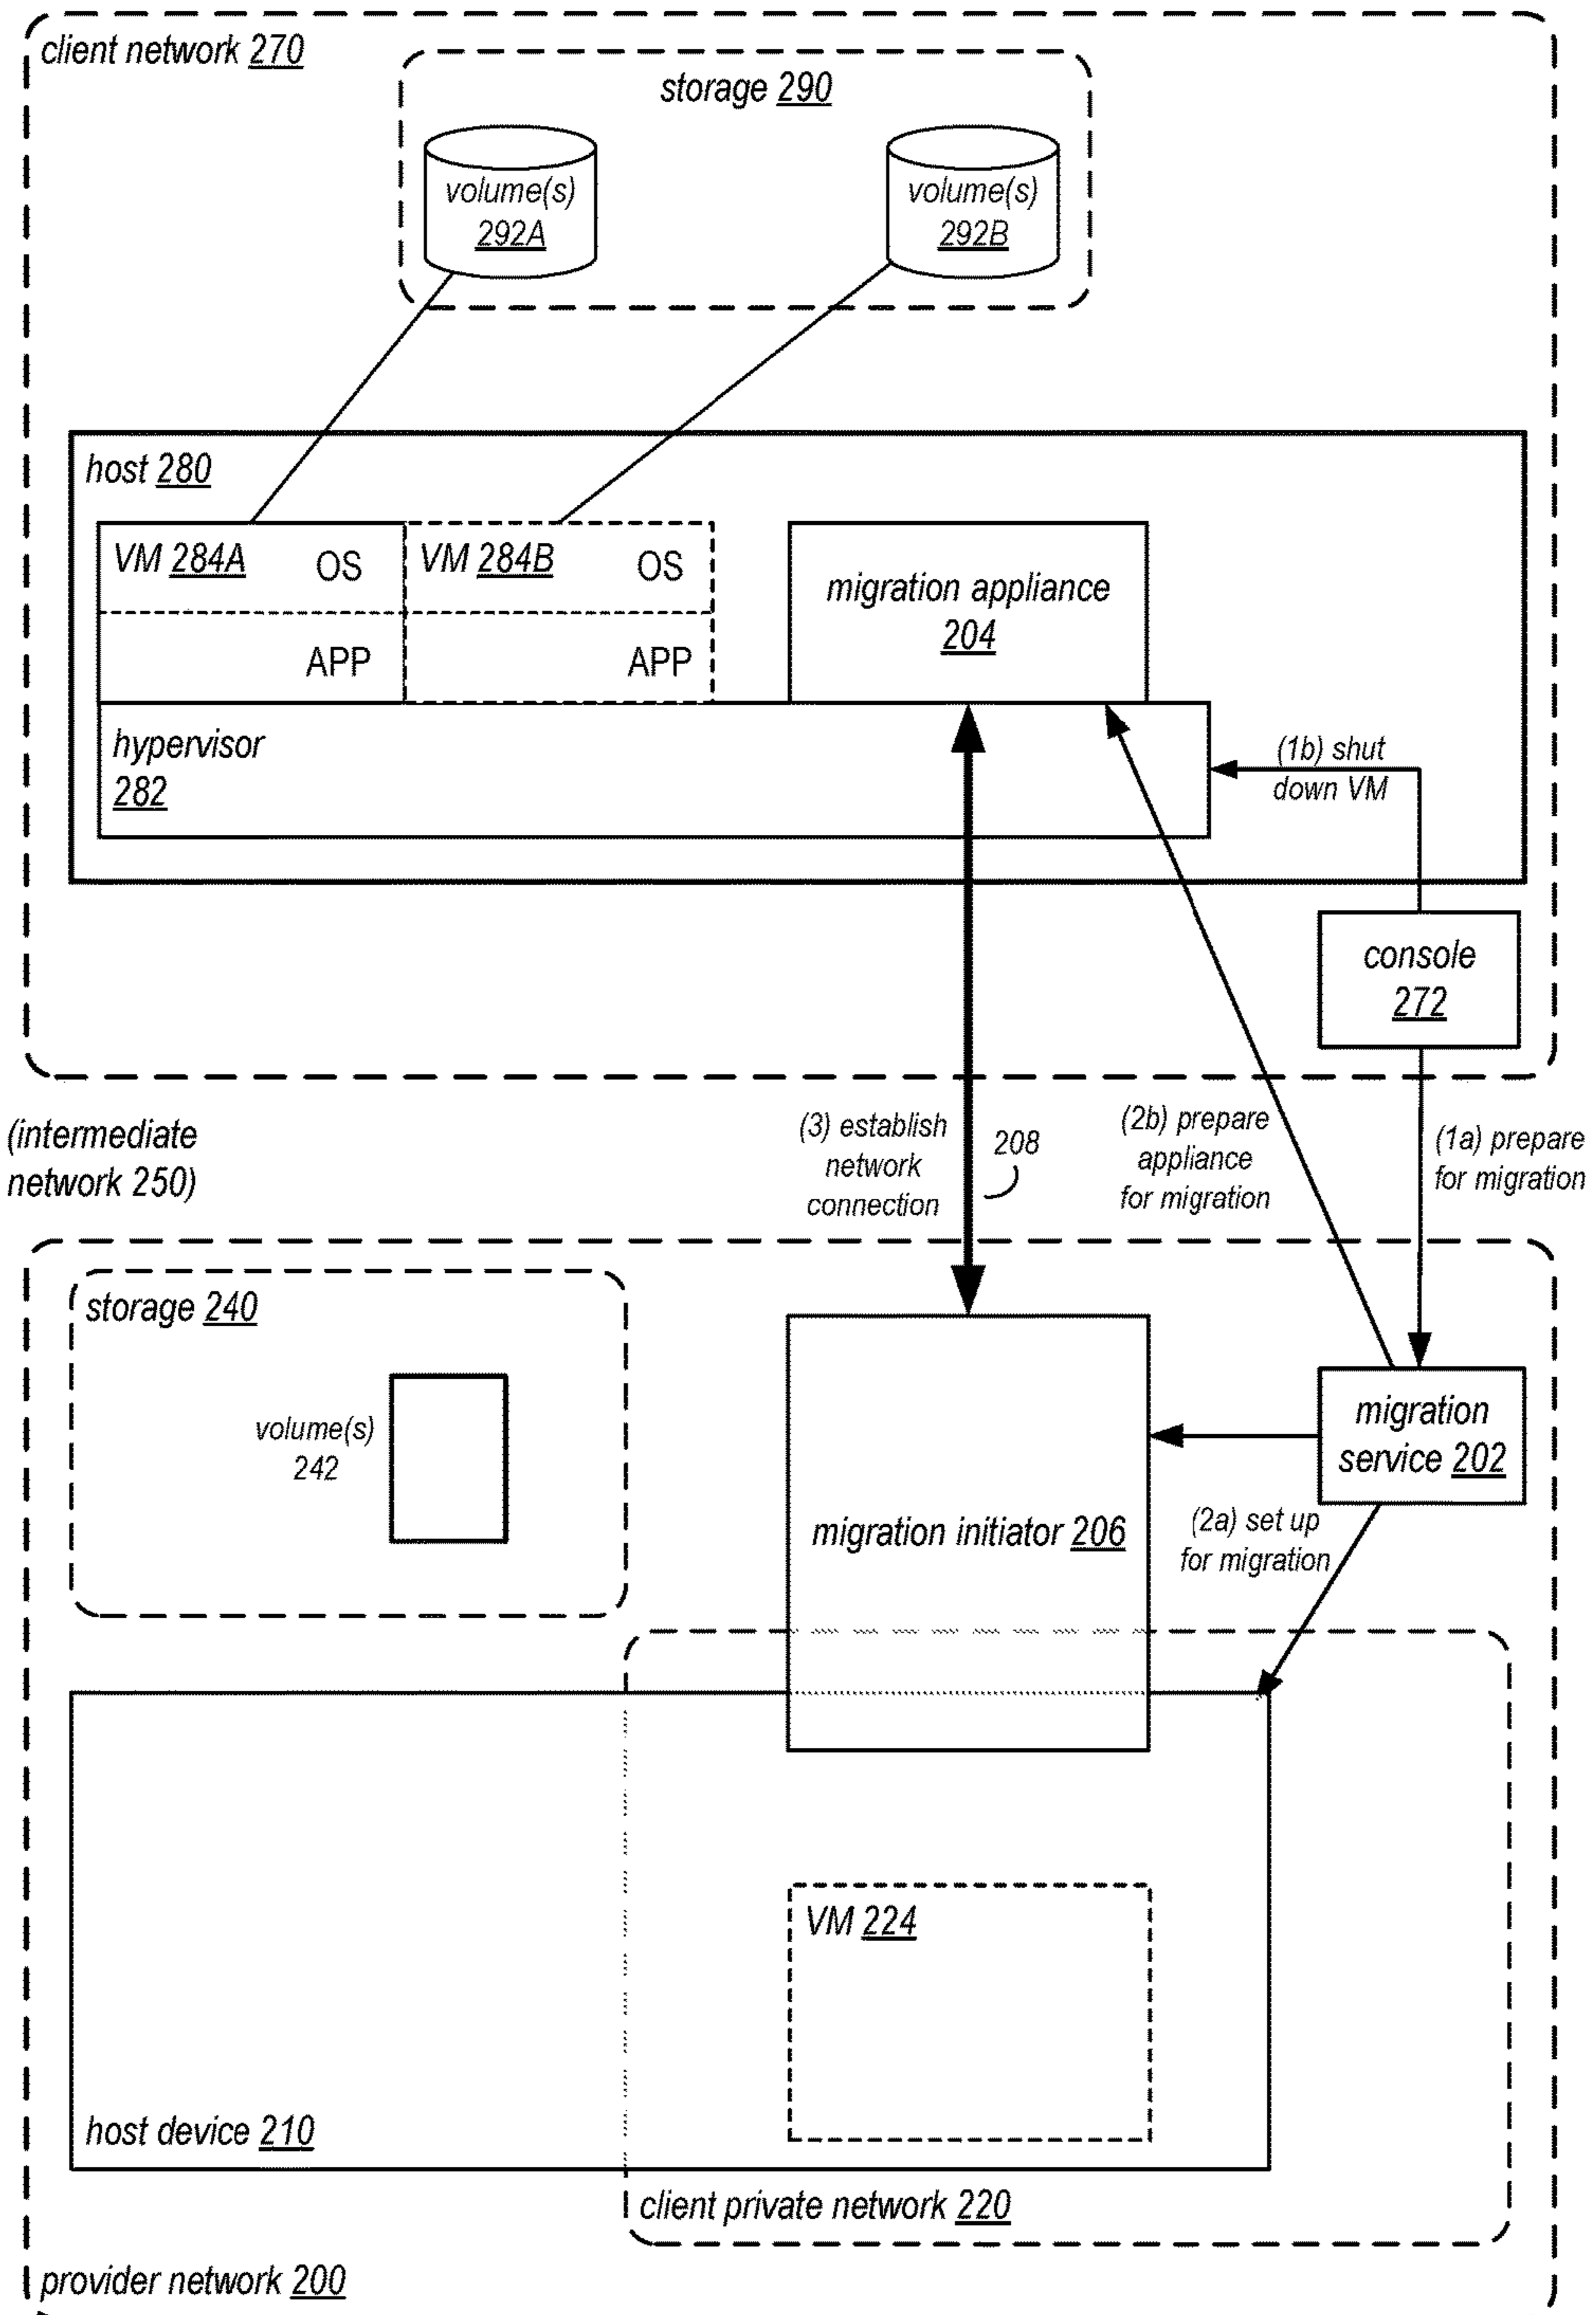 client network 270
storage 290
volume(s)
292A
volume(s)
292B
host 280
VM 284A
OS
APP
VM 284B
OS
APP
migration appliance
204
hypervisor
282
(1b) shut
down VM
console
272
(intermediate
network 250)
(3) establish
network
connection
208
(2b) prepare
appliance
for migration
(1a) prepare
for migration
storage 240
volume(s)
242
migration initiator 206
migration
service 202
(2a) set up
for migration
VM 224
host device 210
client private network 220
provider network 200